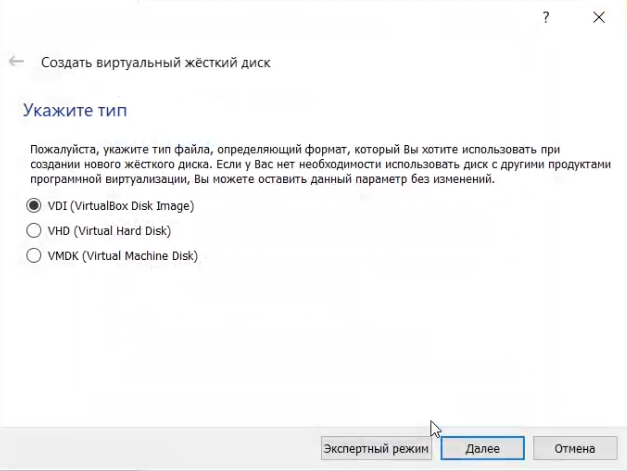 ?
Создать виртуальный жёсткий диск
Укажите тип
Пожалуйста, укажите тип файла, определяющий формат, который Вы хотите использовать при
создании нового жёсткого диска. Если у Вас нет необходимости использовать диск с другими продуктами
программной виртуализации, Вы можете оставить данный параметр без изменений.
VDI (VirtualBox Disk Image)
VHD (Virtual Hard Disk)
VMDK (Virtual Machine Disk)
Экспертный режим Далее Отмена